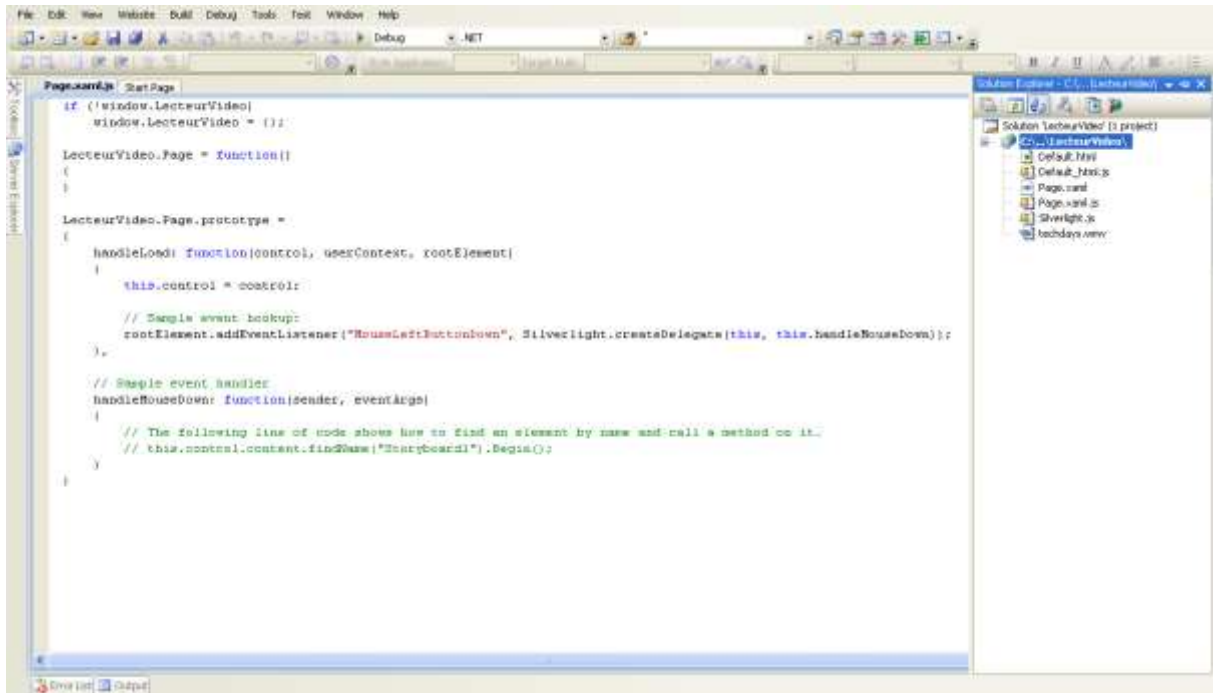 File Edit View Website Build Debug Tools Test Window Help
Debug .NET
Page.xaml.js Start Page
if (!window.LecteurVideo)
window.LecteurVideo = {};
LecteurVideo.Page = function()
{
}
LecteurVideo.Page.prototype =
{
handleLoad: function(control, userContext, rootElement)
{
this.control = control;
// Sample event hookup:
rootElement.addEventListener("MouseLeftButtonDown", Silverlight.createDelegate(this, this.handleMouseDown));
},
// Sample event handler
handleMouseDown: function(sender, eventArgs)
{
// The following line of code shows how to find an element by name and call a method on it.
// this.control.content.findName("Storyboard1").Begin();
}
}
Toolbox
Server Explorer
Solution Explorer - C:\...\LecteurVideo\
Solution 'LecteurVideo' (1 project)
C:\...\LecteurVideo\
Default.html
Default_html.js
Page.xaml
Page.xaml.js
Silverlight.js
techdays.wmv
Error List Output